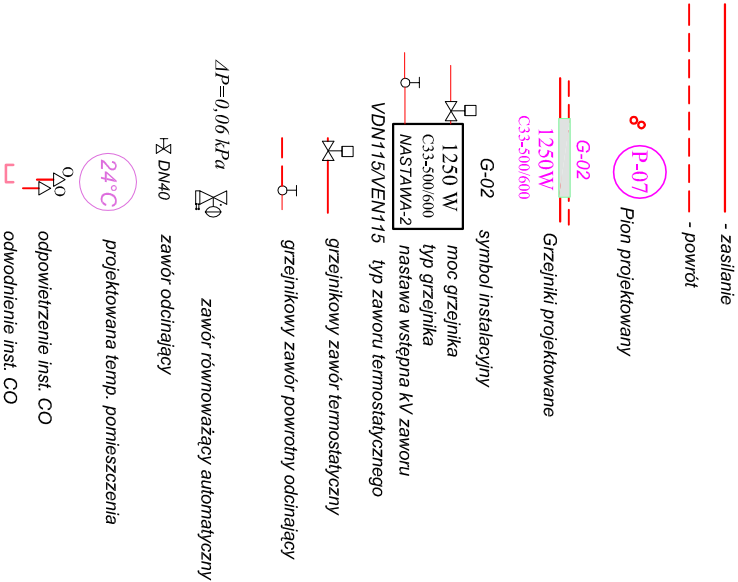 - zasilanie
- powrót
P-07 Pion projektowany
G-02
1250W
C33-500/600
Grzejniki projektowane
G-02 symbol instalacyjny
1250 W moc grzejnika
C33-500/600 typ grzejnika
NASTAWA-2 nastawa wstępna kV zaworu
VDN115/VEN115 typ zaworu termostatycznego
grzejnikowy zawór termostatyczny
grzejnikowy zawór powrotny odcinający
ΔP=0,06 kPa zawór równoważący automatyczny
DN40 zawór odcinający
24°C projektowana temp. pomieszczenia
odpowietrzenie inst. CO
odwodnienie inst. CO